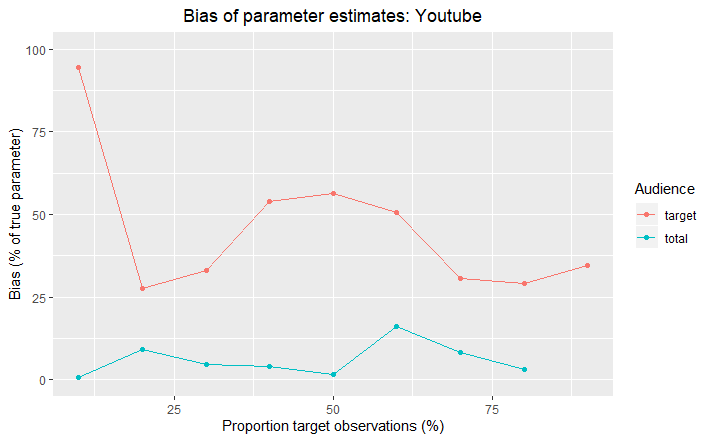 Bias of parameter estimates: Youtube
Bias (% of true parameter)
100
75
50
25
0
25
50
75
Proportion target observations (%)
Audience
target
total